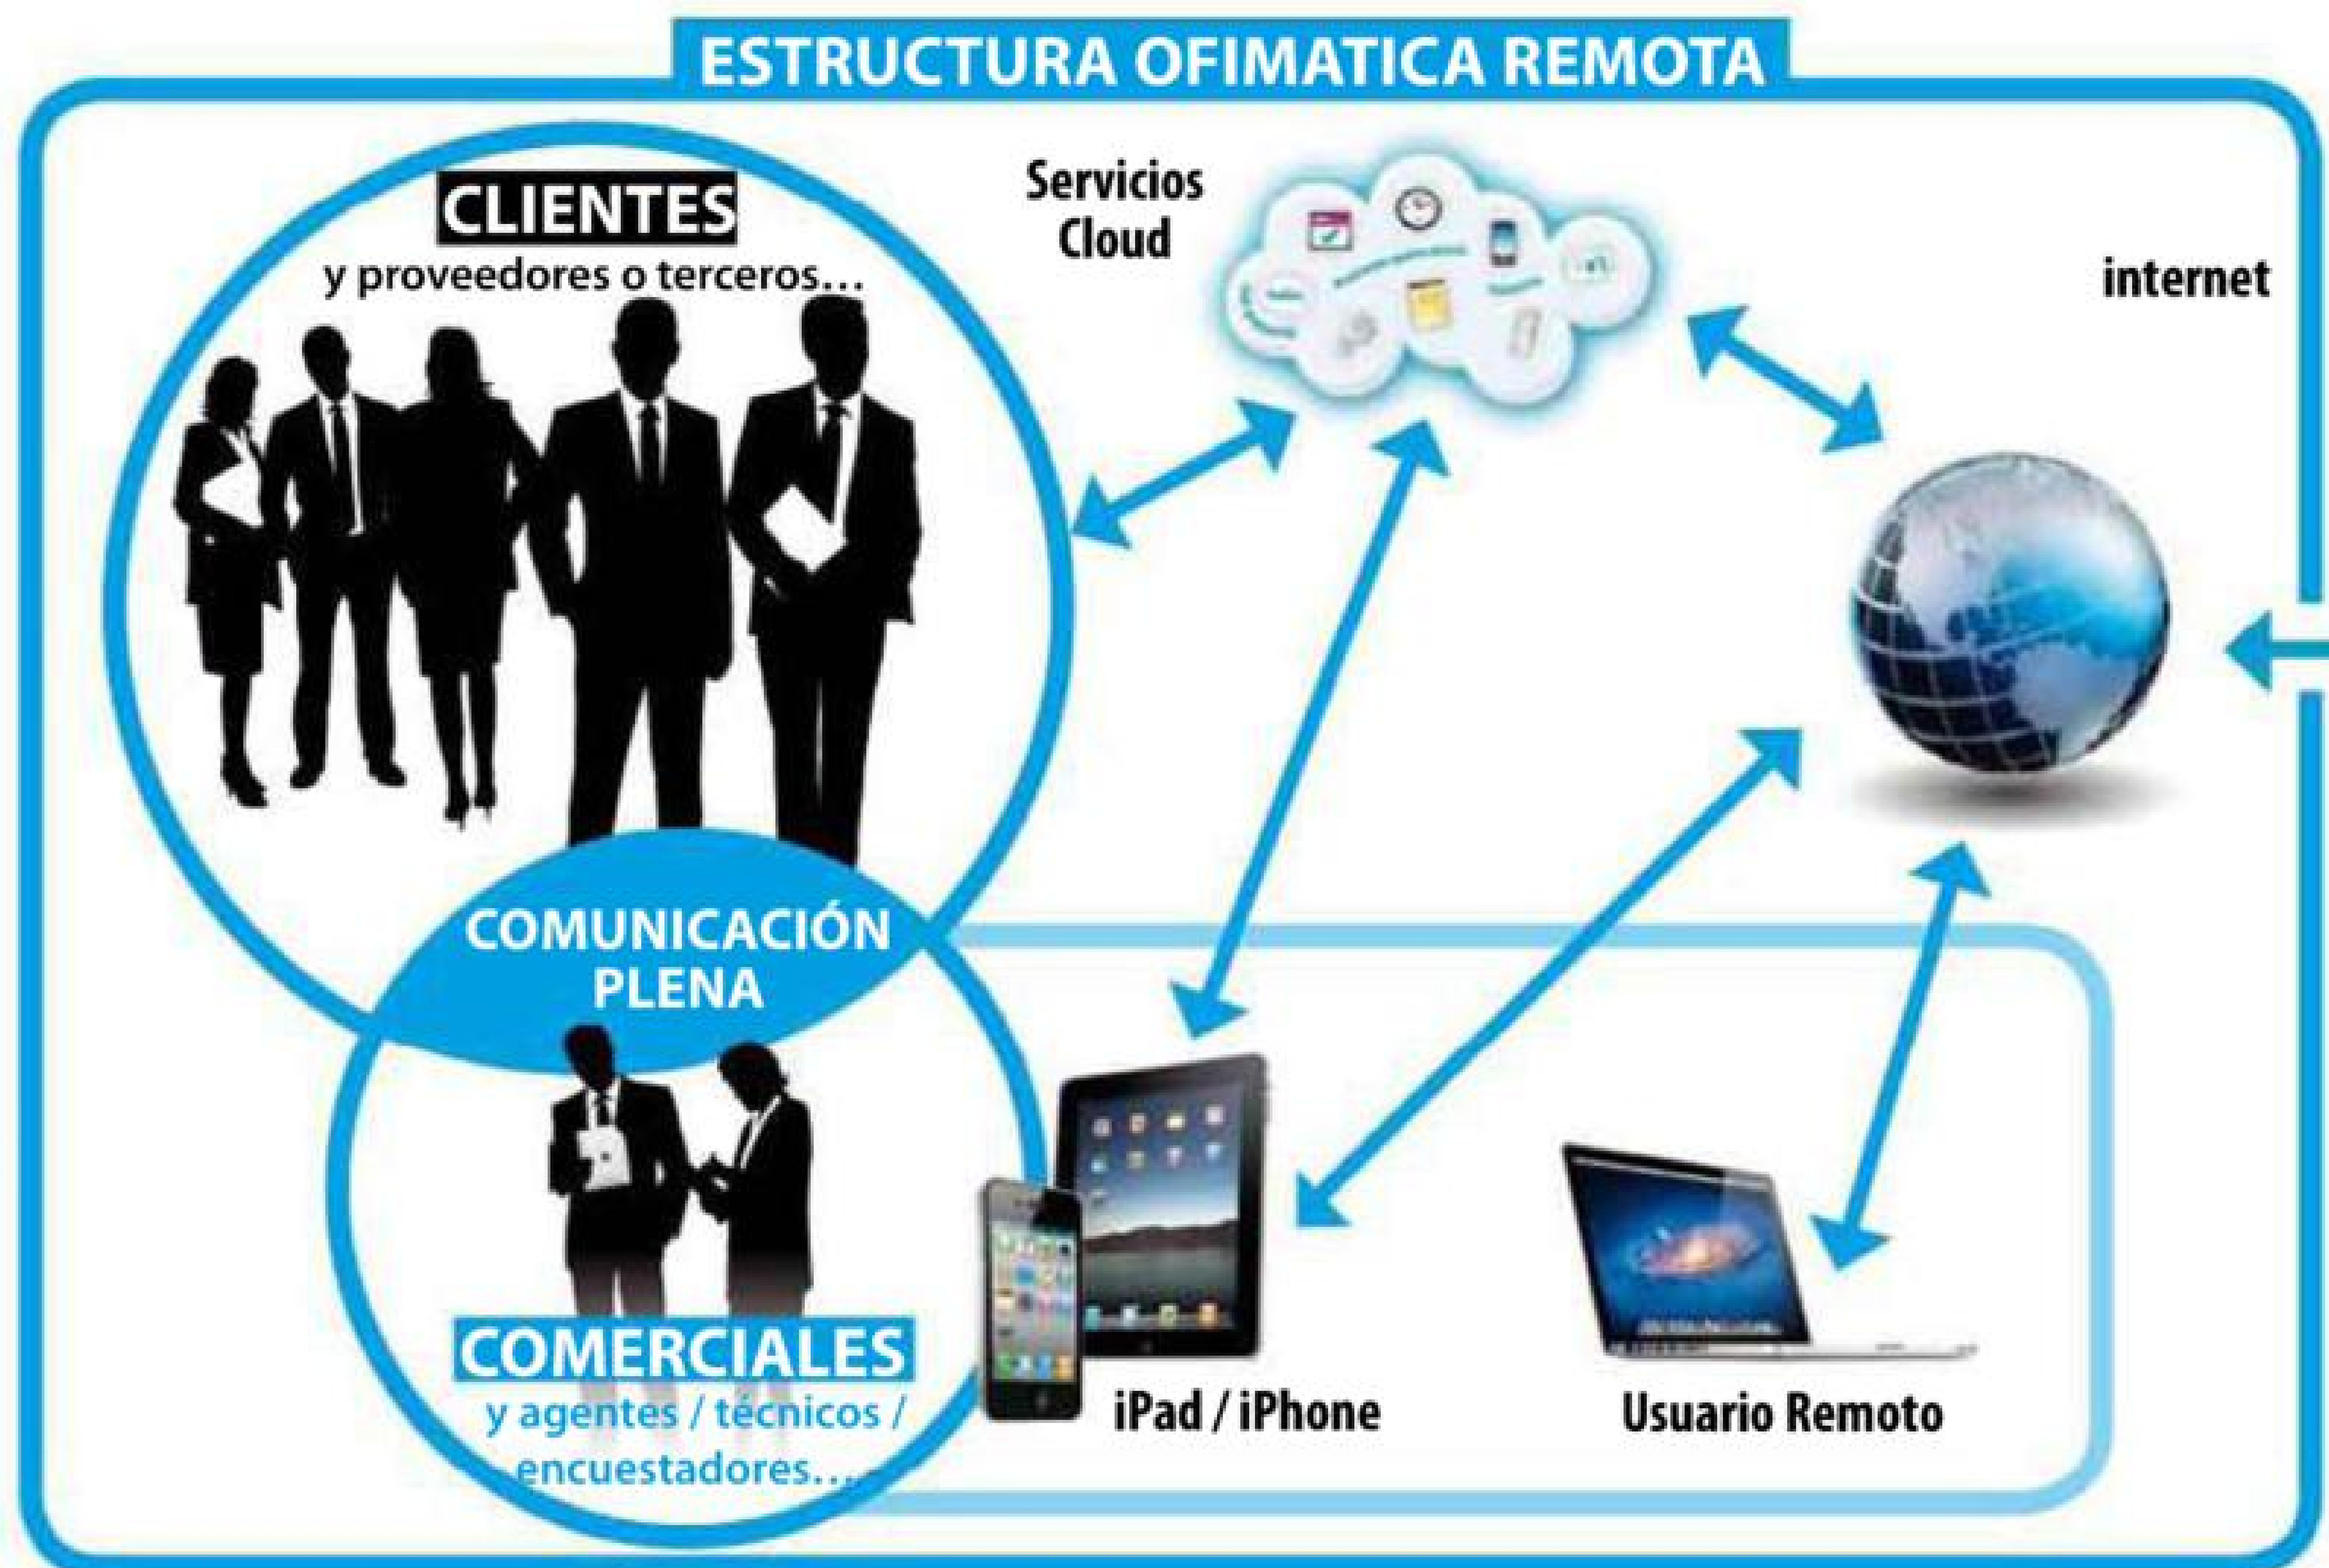 ESTRUCTURA OFIMATICA REMOTA
CLIENTES
y proveedores o terceros...
Servicios
Cloud
internet
COMUNICACIÓN
PLENA
COMERCIALES
y agentes / técnicos /
encuestadores...
iPad / iPhone
Usuario Remoto